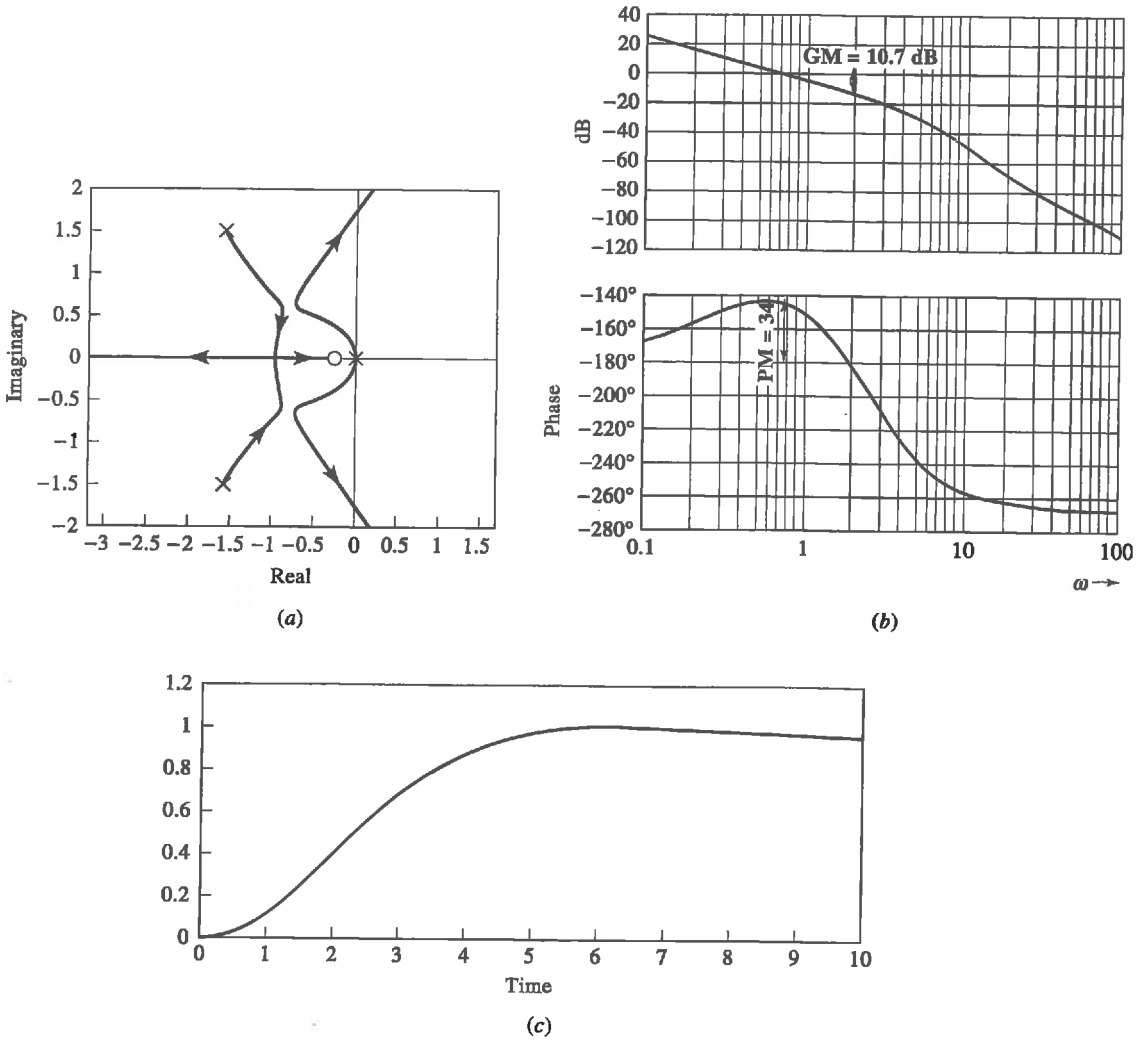 40
20
0
−20
−40
−60
−80
−100
−120
dB
GM = 10.7 dB
2
1.5
1
0.5
0
−0.5
−1
−1.5
−2
Imaginary
−3 −2.5 −2 −1.5 −1 −0.5 0 0.5 1 1.5
Real
(a)
−140°
−160°
−180°
−200°
−220°
−240°
−260°
−280°
Phase
PM = 34
0.1 1 10 100
ω
(b)
1.2
1
0.8
0.6
0.4
0.2
0
0 1 2 3 4 5 6 7 8 9 10
Time
(c)